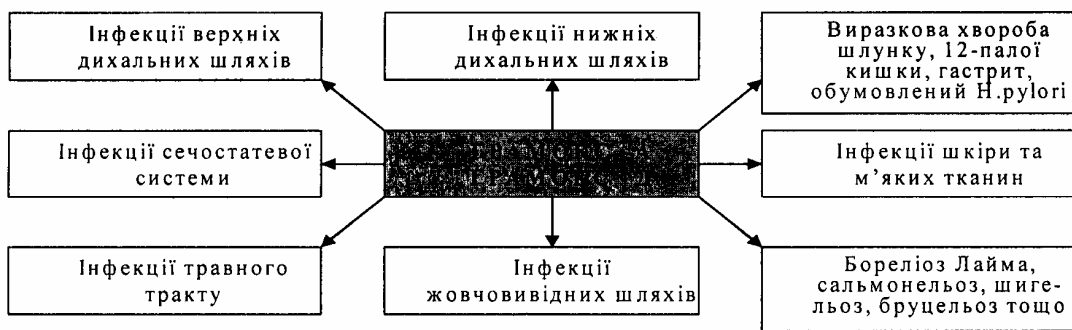 Інфекції верхніх
дихальних шляхів
Інфекції нижніх
дихальних шляхів
Виразкова хвороба
шлунку, 12-палої
кишки, гастрит,
обумовлений H.pylori
Інфекції сечостатевої
системи
Інфекції шкіри та
м’яких тканин
Інфекції травного
тракту
Інфекції
жовчовивідних шляхів
Бореліоз Лайма,
сальмонельоз, шиге-
льоз, бруцельоз тощо